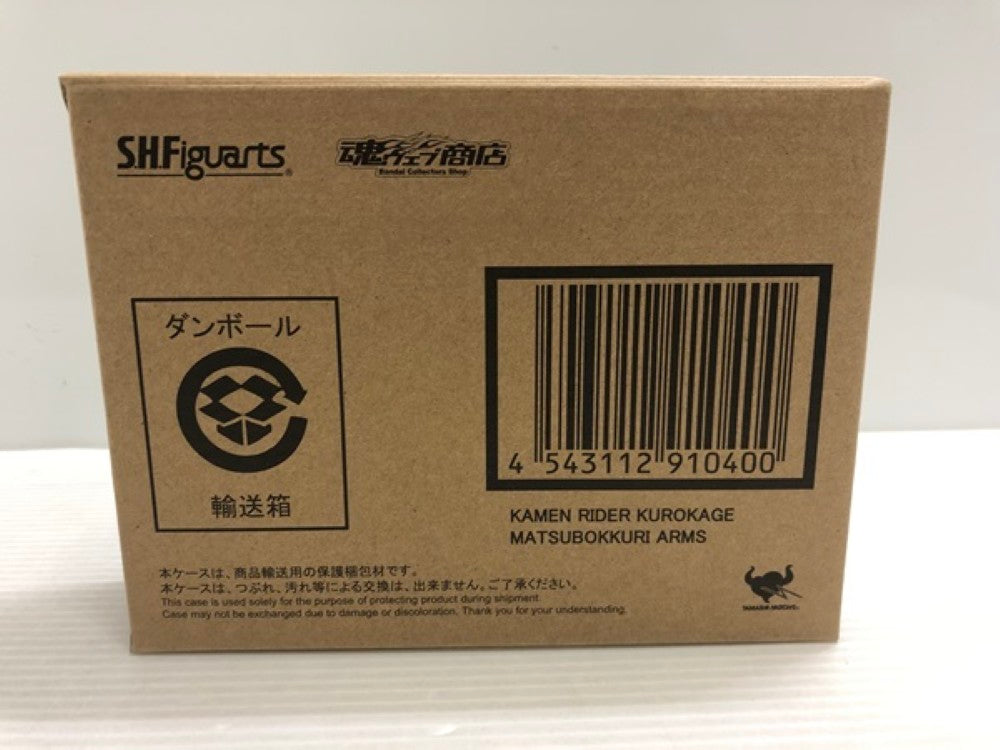 S.H.Figuarts®
魂ウェブ商店
Bandai Collectors Shop
ダンボール
輸送箱
4 543112 910400
KAMEN RIDER KUROKAGE
MATSUBOKKURI ARMS
本ケースは、商品輸送用の保護梱包材です。
本ケースは、つぶれ、汚れ等による交換は、出来ません。ご了承ください。
This case is used solely for the purpose of protecting product during shipment.
Case may not be exchanged due to damage or discoloration. Thank you for your understanding.
TAMASHII NATIONS